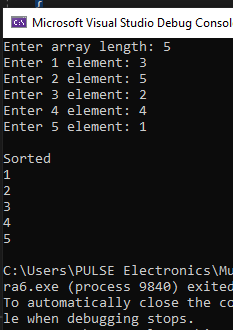 Microsoft Visual Studio Debug Consol
Enter array length: 5
Enter 1 element: 3
Enter 2 element: 5
Enter 3 element: 2
Enter 4 element: 4
Enter 5 element: 1
Sorted
1
2
3
4
5
C:\Users\PULSE Electronics\Mu
ra6.exe (process 9840) exited
To automatically close the co
le when debugging stops.